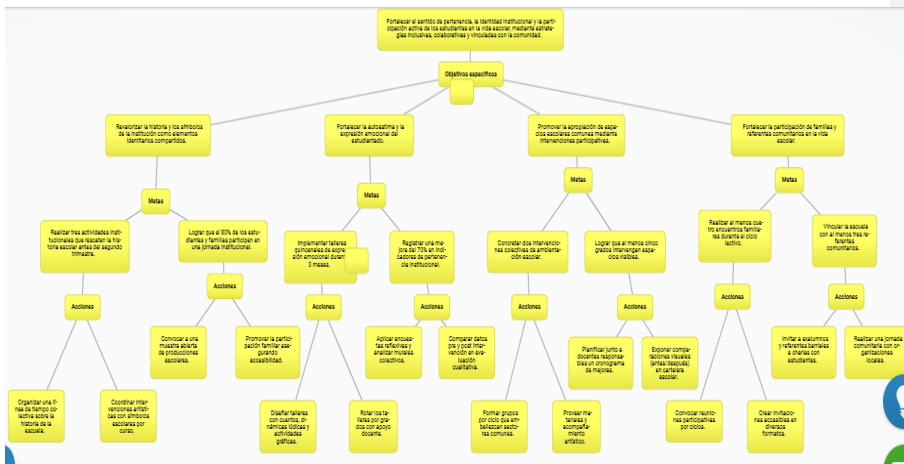 Fortalecer el sentido de pertenencia, la identidad institucional y la parti-
cipación activa de los estudiantes en la vida escolar, mediante estrate-
gias inclusivas, colaborativas y vinculadas con la comunidad.
Objetivos específicos
Revalorizar la historia y los símbolos
de la institución como elementos
identitarios compartidos.
Fortalecer la autoestima y la
expresión emocional del
estudiantado.
Promover la apropiación de espa-
cios escolares comunes mediante
intervenciones participativas.
Fortalecer la participación de familias y
referentes comunitarios en la vida
escolar.
Metas
Metas
Metas
Metas
Realizar tres actividades insti-
tucionales que rescaten la his-
toria escolar antes del segundo
trimestre.
Lograr que el 80% de los estu-
diantes y familias participen en
una jornada institucional.
Implementar talleres
quincenales de expre-
sión emocional durant
3 meses.
Registrar una me-
jora del 70% en indi-
cadores de pertenen-
cia institucional.
Concretar dos intervencio-
nes colectivas de ambienta-
ción escolar.
Lograr que al menos cinco
grados intervengan espa-
cios visibles.
Realizar al menos cua-
tro encuentros familia-
res durante el ciclo
lectivo.
Vincular la escuela
con al menos tres re-
ferentes
comunitarios.
Acciones
Acciones
Acciones
Acciones
Acciones
Acciones
Acciones
Acciones
Organizar una lí-
nea de tiempo co-
lectiva sobre la
historia de la
escuela.
Coordinar inter-
venciones artísti-
cas con símbolos
escolares por
curso.
Convocar a una
muestra abierta
de producciones
escolares.
Promover la partici-
pación familiar ase-
gurando
accesibilidad.
Diseñar talleres
con cuentos, di-
námicas lúdicas y
actividades
gráficas.
Rotar los ta-
lleres por gra-
dos con apoyo
docente.
Aplicar encues-
tas reflexivas y
analizar murales
colectivos.
Comparar datos
pre y post inter-
vención en eva-
luación
cualitativa.
Formar grupos
por ciclo que em-
bellezcan secto-
res comunes.
Proveer ma-
teriales y
acompaña-
miento
artístico.
Planificar junto a
docentes responsa-
bles un cronograma
de mejoras.
Exponer compa-
raciones visuales
(antes/después)
en cartelera
escolar.
Convocar reunio-
nes participativas
por ciclos.
Crear invitacio-
nes accesibles en
diversos
formatos.
Invitar a exalumnos
y referentes barriales
a charlas con
estudiantes.
Realizar una jornada
comunitaria con or-
ganizaciones
locales.